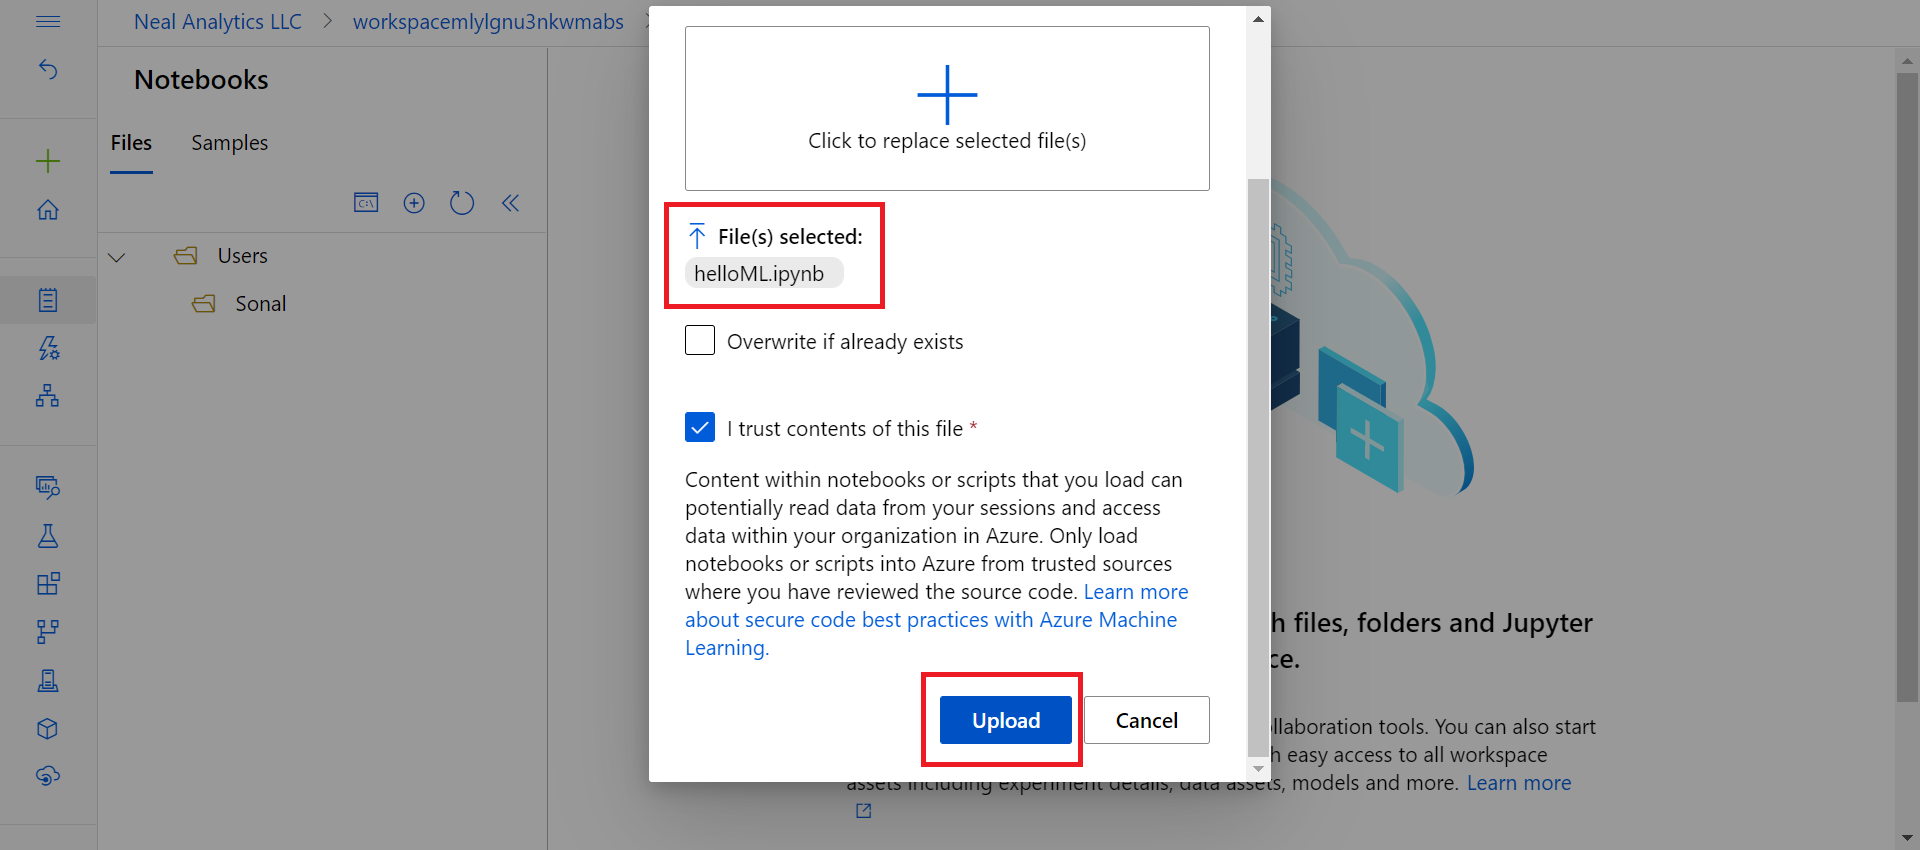 Neal Analytics LLC > workspacemlylgnu3nkwmabs >
Notebooks
Files Samples
C:\
Users
Sonal
Click to replace selected file(s)
File(s) selected:
helloML.ipynb
Overwrite if already exists
I trust contents of this file *
Content within notebooks or scripts that you load can
potentially read data from your sessions and access
data within your organization in Azure. Only load
notebooks or scripts into Azure from trusted sources
where you have reviewed the source code. Learn more
about secure code best practices with Azure Machine
Learning.
Upload Cancel
h files, folders and Jupyter
ce.
llaboration tools. You can also start
h easy access to all workspace
assets including experiment details, data assets, models and more. Learn more